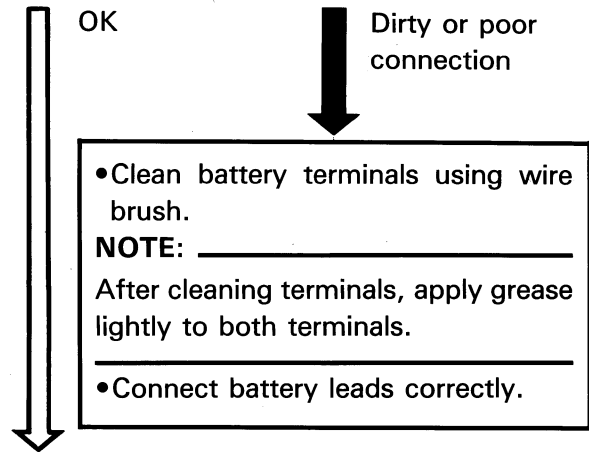 OK
Dirty or poor
connection
•Clean battery terminals using wire
brush.
NOTE:
After cleaning terminals, apply grease
lightly to both terminals.
•Connect battery leads correctly.